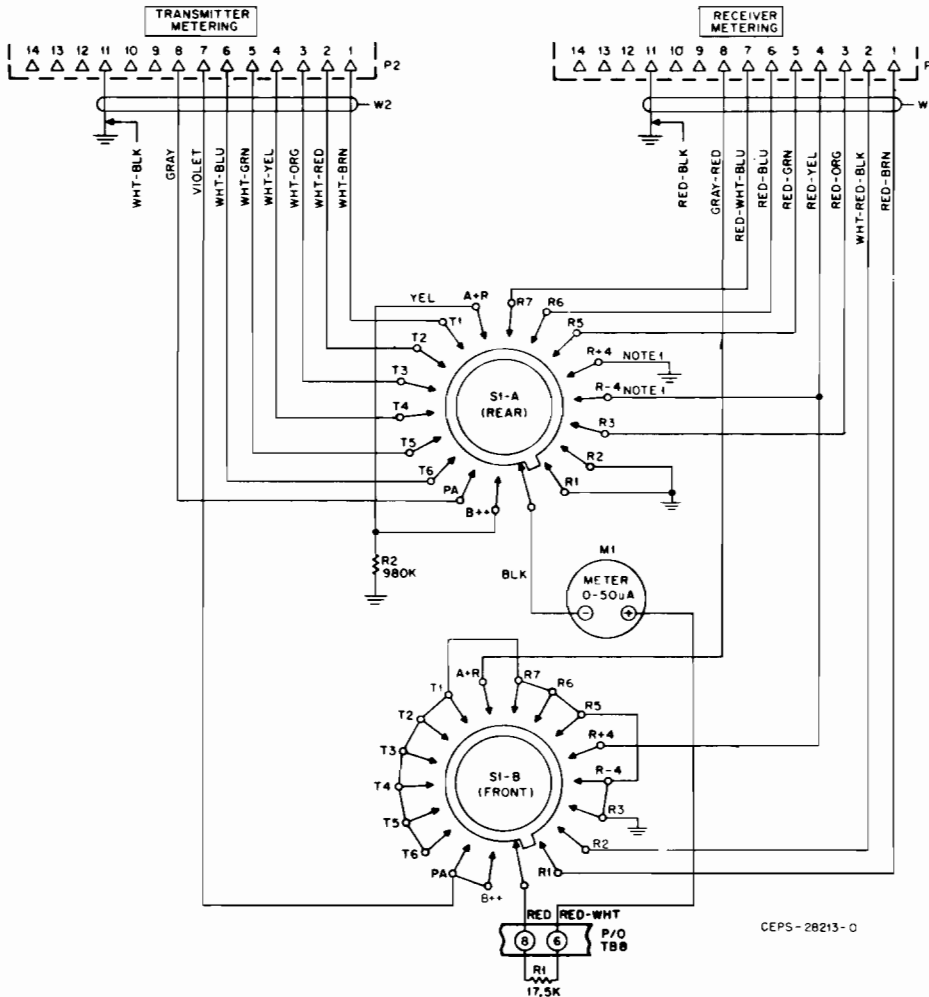 TRANSMITTER
METERING
RECEIVER
METERING
14 13 12 11 10 9 8 7 6 5 4 3 2 1
P2
14 13 12 11 10 9 8 7 6 5 4 3 2 1
P
W2
W
WHT-BLK
GRAY
VIOLET
WHT-BLU
WHT-GRN
WHT-YEL
WHT-ORG
WHT-RED
WHT-BRN
RED-BLK
GRAY-RED
RED-WHT-BLU
RED-BLU
RED-GRN
RED-YEL
RED-ORG
WHT-RED-BLK
RED-BRN
YEL
A+R
R7
R6
T1
R5
T2
R+4
NOTE 1
T3
S1-A
(REAR)
R-4
NOTE 1
T4
R3
T5
R2
T6
R1
PA
B++
R2
980K
BLK
M1
METER
0-50uA
- +
T1
A+R
R7
R6
R5
T2
R+4
T3
S1-B
(FRONT)
R-4
T4
R3
T5
R2
T6
R1
PA
B++
RED
RED-WHT
8 6
P/O
TB8
R1
17.5K
CEPS-28213-0